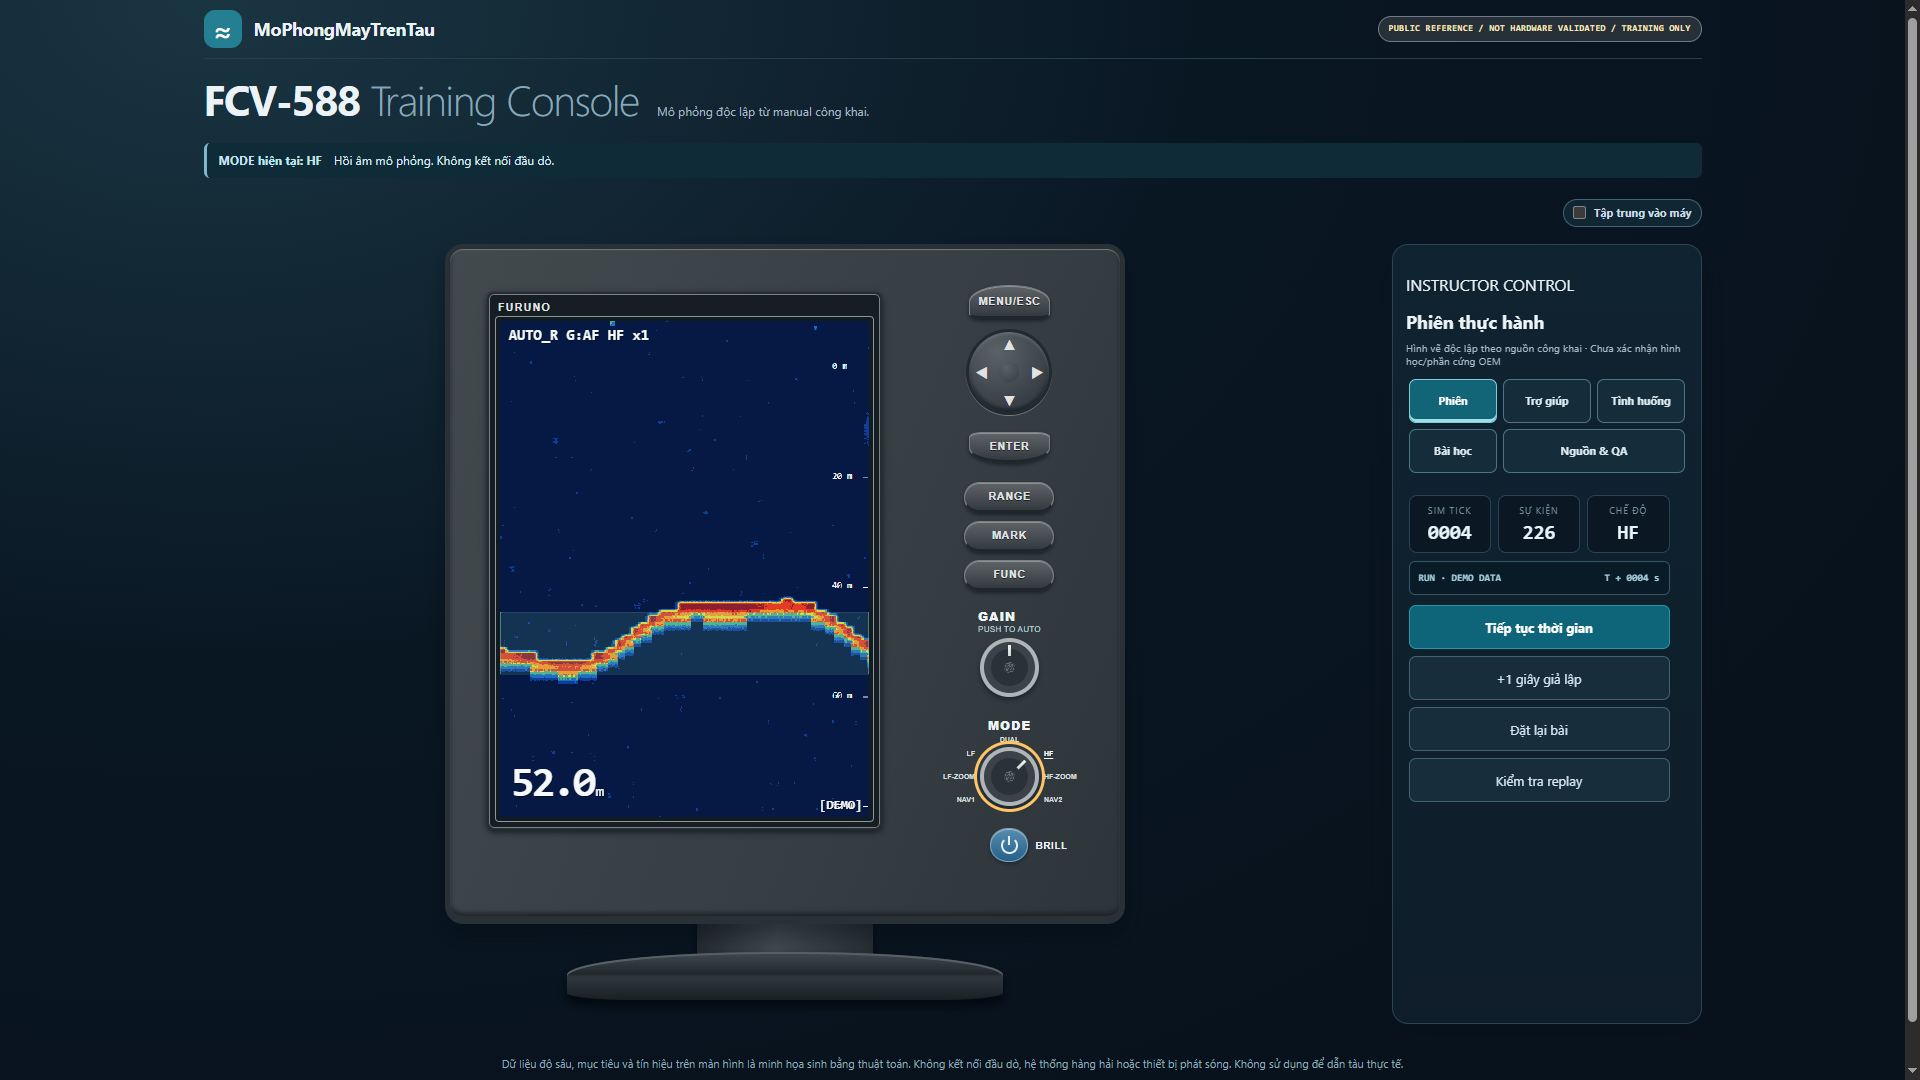 ≈ MoPhongMayTrenTau
PUBLIC REFERENCE / NOT HARDWARE VALIDATED / TRAINING ONLY
FCV-588 Training Console Mô phỏng độc lập từ manual công khai.
MODE hiện tại: HF Hồi âm mô phỏng. Không kết nối đầu dò.
Tập trung vào máy
FURUNO
AUTO_R G:AF HF x1
0 m
20 m
40 m
60 m
52.0m
[DEMO]
MENU/ESC
▲
◀ ▶
▼
ENTER
RANGE
MARK
FUNC
GAIN
PUSH TO AUTO
MODE
DUAL
LF HF
LF-ZOOM HF-ZOOM
NAV1 NAV2
BRILL
INSTRUCTOR CONTROL
Phiên thực hành
Hình vẽ độc lập theo nguồn công khai · Chưa xác nhận hình
học/phần cứng OEM
Phiên Trợ giúp Tình huống
Bài học Nguồn & QA
SIM TICK SỰ KIỆN CHẾ ĐỘ
0004 226 HF
RUN · DEMO DATA T + 0004 s
Tiếp tục thời gian
+1 giây giả lập
Đặt lại bài
Kiểm tra replay
Dữ liệu độ sâu, mục tiêu và tín hiệu trên màn hình là minh họa sinh bằng thuật toán. Không kết nối đầu dò, hệ thống hàng hải hoặc thiết bị phát sóng. Không sử dụng để dẫn tàu thực tế.